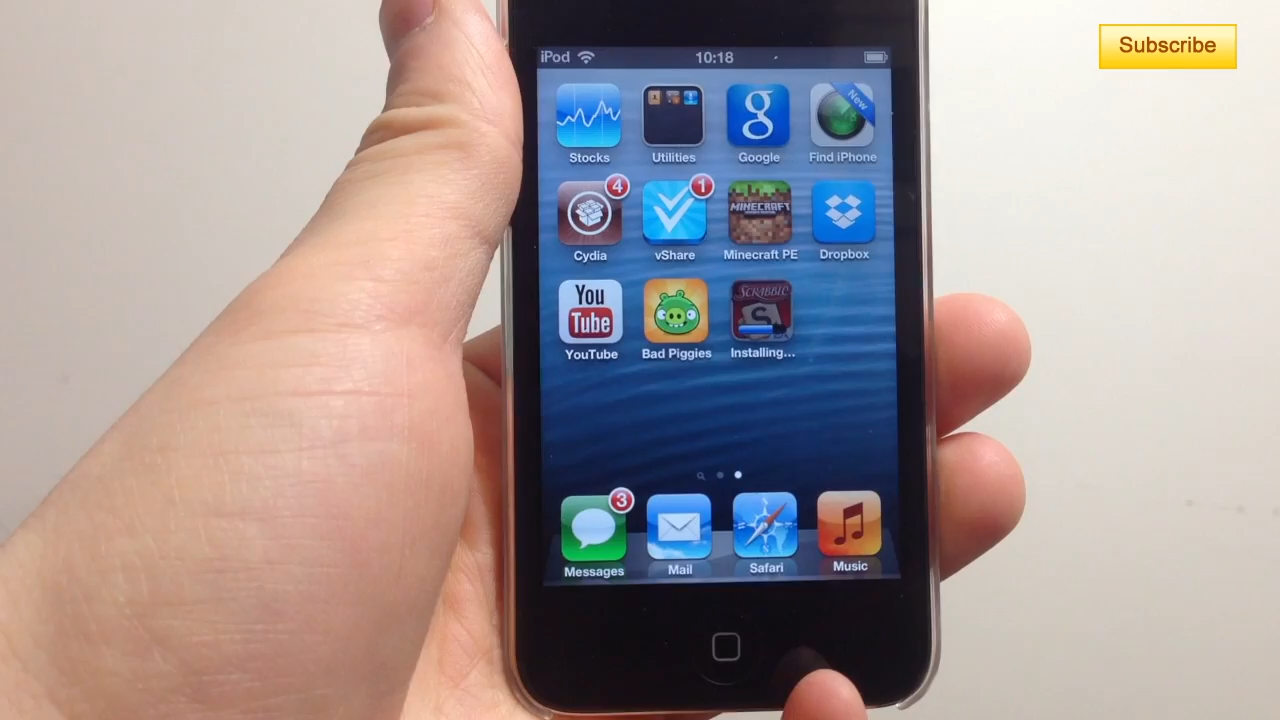 Subscribe
iPod 10:18
Stocks Utilities Google Find iPhone
New
g
4 1
MINECRAFT
Cydia vShare Minecraft PE Dropbox
You
Tube
SCRABBLE
S
YouTube Bad Piggies Installing...
3
Messages Mail Safari Music